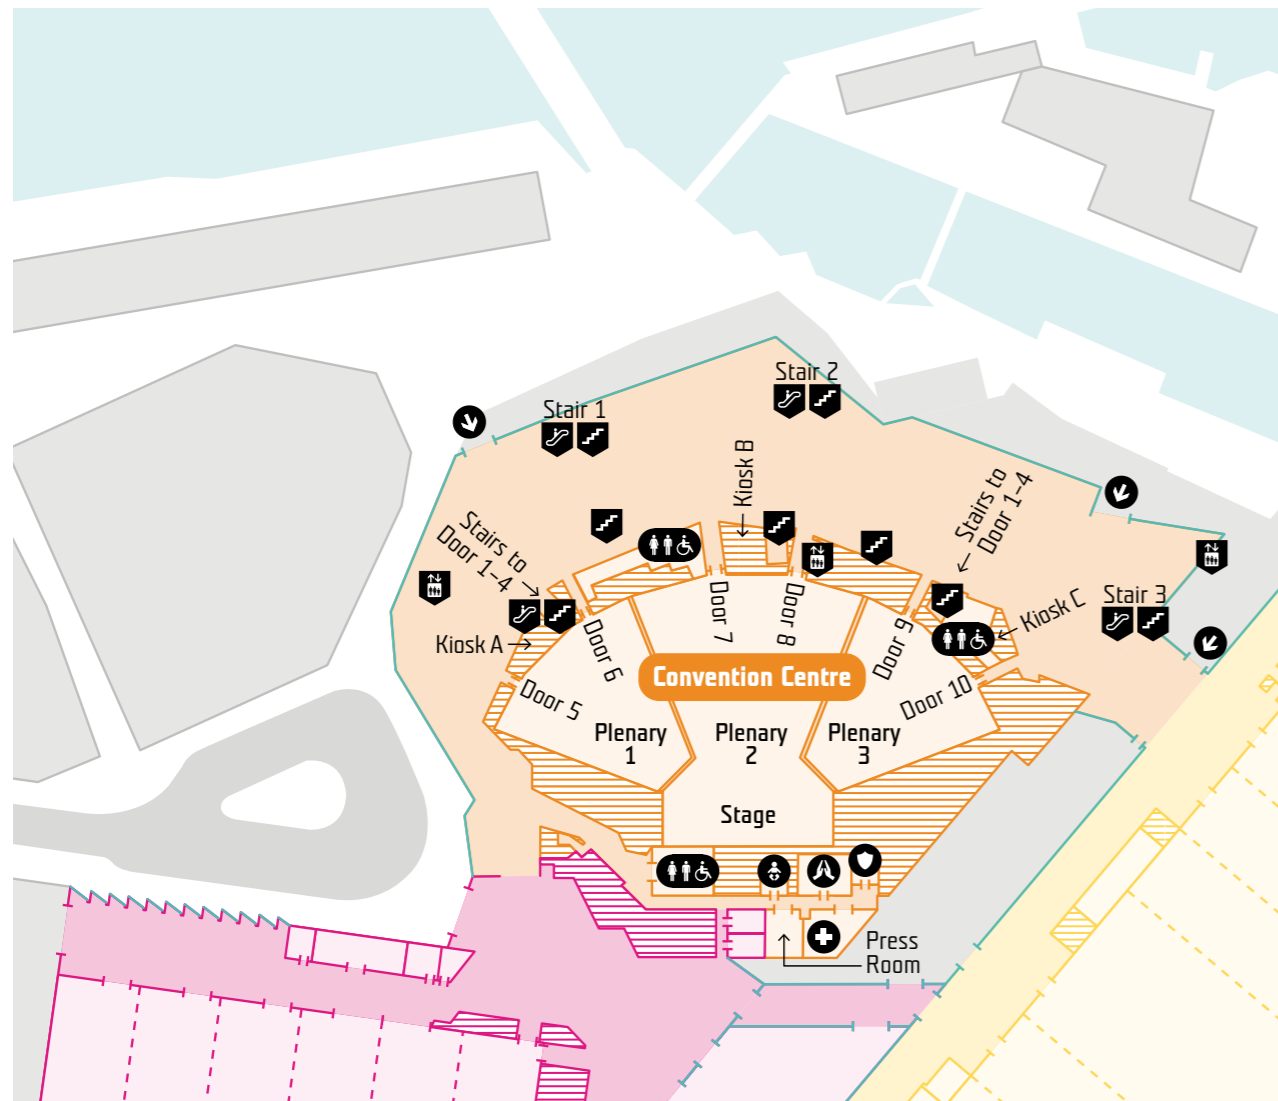 Stair 2
Stair 1
Kiosk B
Stairs to
Door 1–4
Stairs to
Door 1–4
Stair 3
Kiosk C
Kiosk A
Door 5
Door 6
Door 7
Door 8
Door 9
Door 10
Convention Centre
Plenary
1
Plenary
2
Plenary
3
Stage
Press
Room